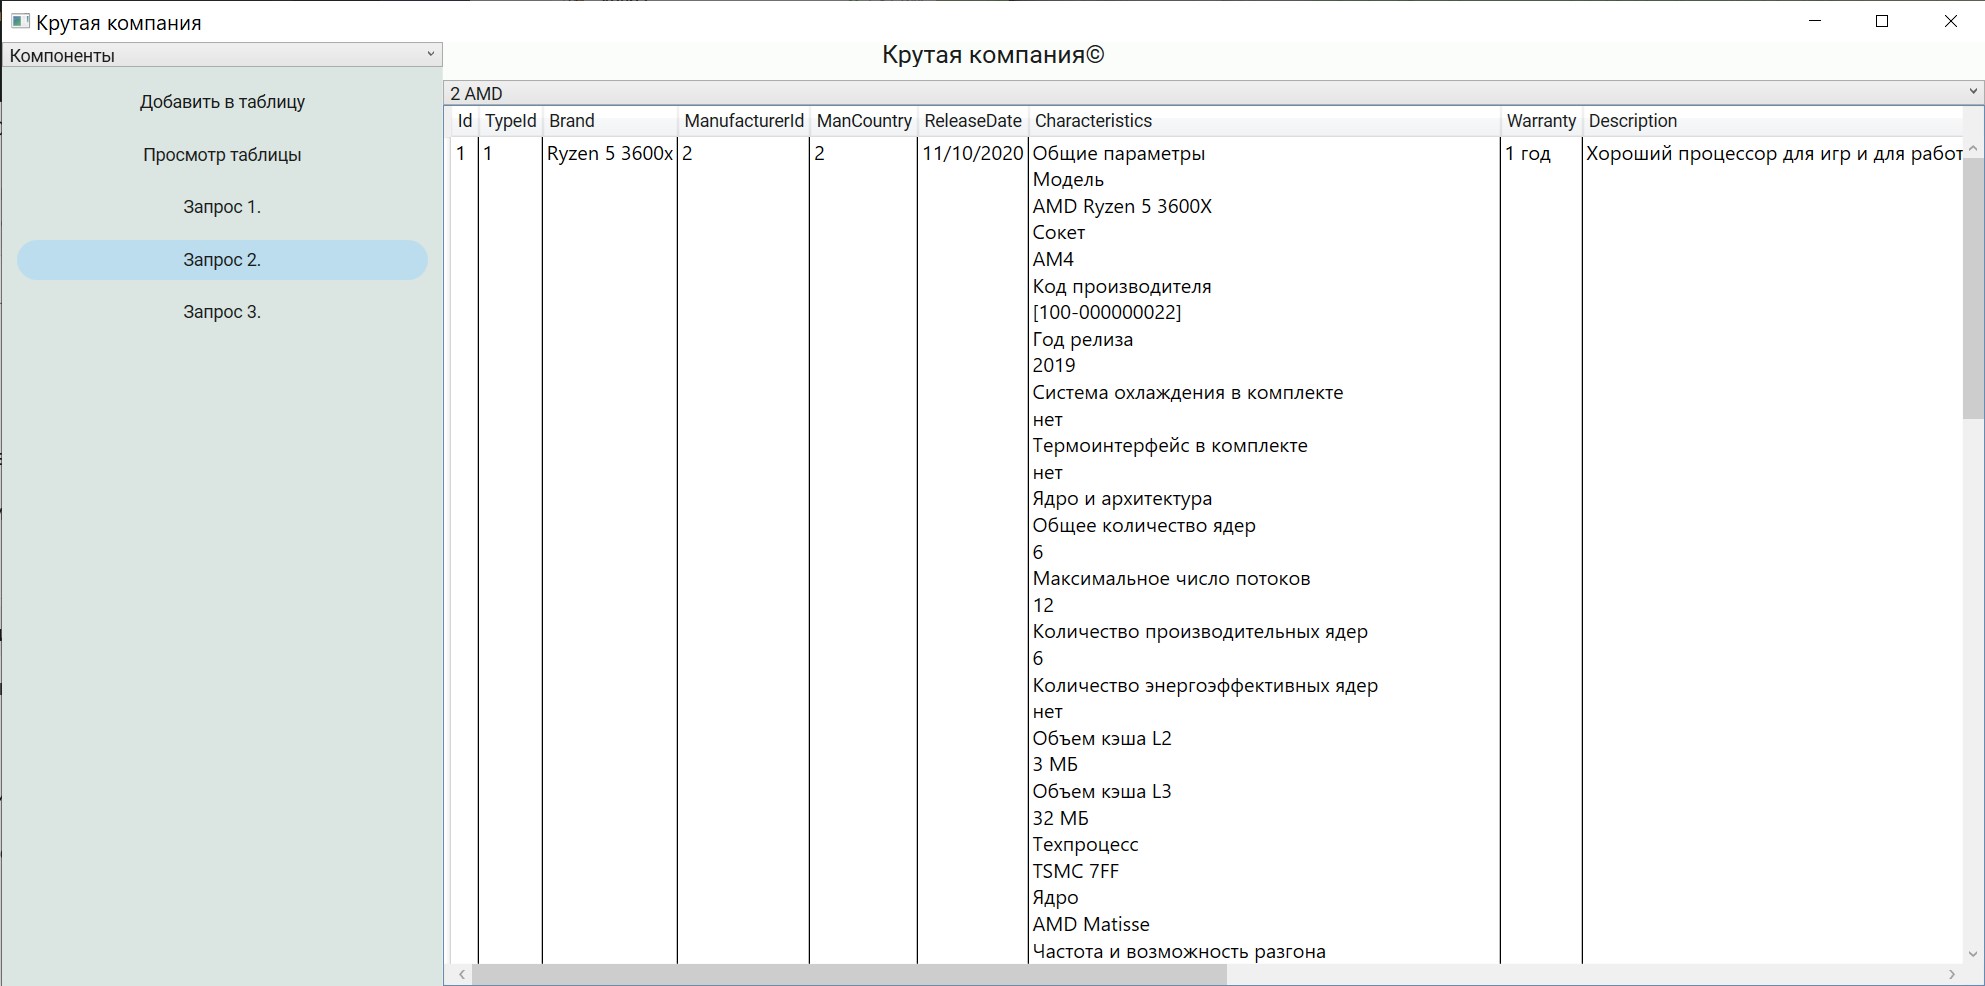 Крутая компания
Компоненты
Добавить в таблицу
Просмотр таблицы
Запрос 1.
Запрос 2.
Запрос 3.
Крутая компания©
2 AMD
Id TypeId Brand ManufacturerId ManCountry ReleaseDate Characteristics Warranty Description
1 1 Ryzen 5 3600x 2 2 11/10/2020 Общие параметры 1 год Хороший процессор для игр и для работ
Модель
AMD Ryzen 5 3600X
Сокет
AM4
Код производителя
[100-000000022]
Год релиза
2019
Система охлаждения в комплекте
нет
Термоинтерфейс в комплекте
нет
Ядро и архитектура
Общее количество ядер
6
Максимальное число потоков
12
Количество производительных ядер
6
Количество энергоэффективных ядер
нет
Объем кэша L2
3 МБ
Объем кэша L3
32 МБ
Техпроцесс
TSMC 7FF
Ядро
AMD Matisse
Частота и возможность разгона